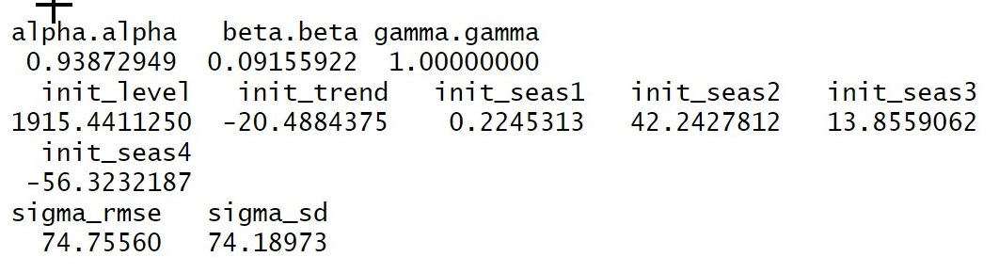 alpha.alpha beta.beta gamma.gamma
0.93872949 0.09155922 1.00000000
init_level init_trend init_seas1 init_seas2 init_seas3
1915.4411250 -20.4884375 0.2245313 42.2427812 13.8559062
init_seas4
-56.3232187
sigma_rmse sigma_sd
74.75560 74.18973